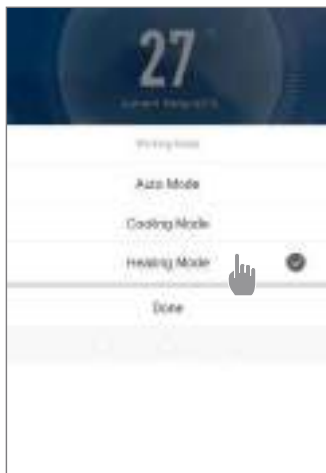 27
Working Mode
Auto Mode
Cooling Mode
Heating Mode
Done